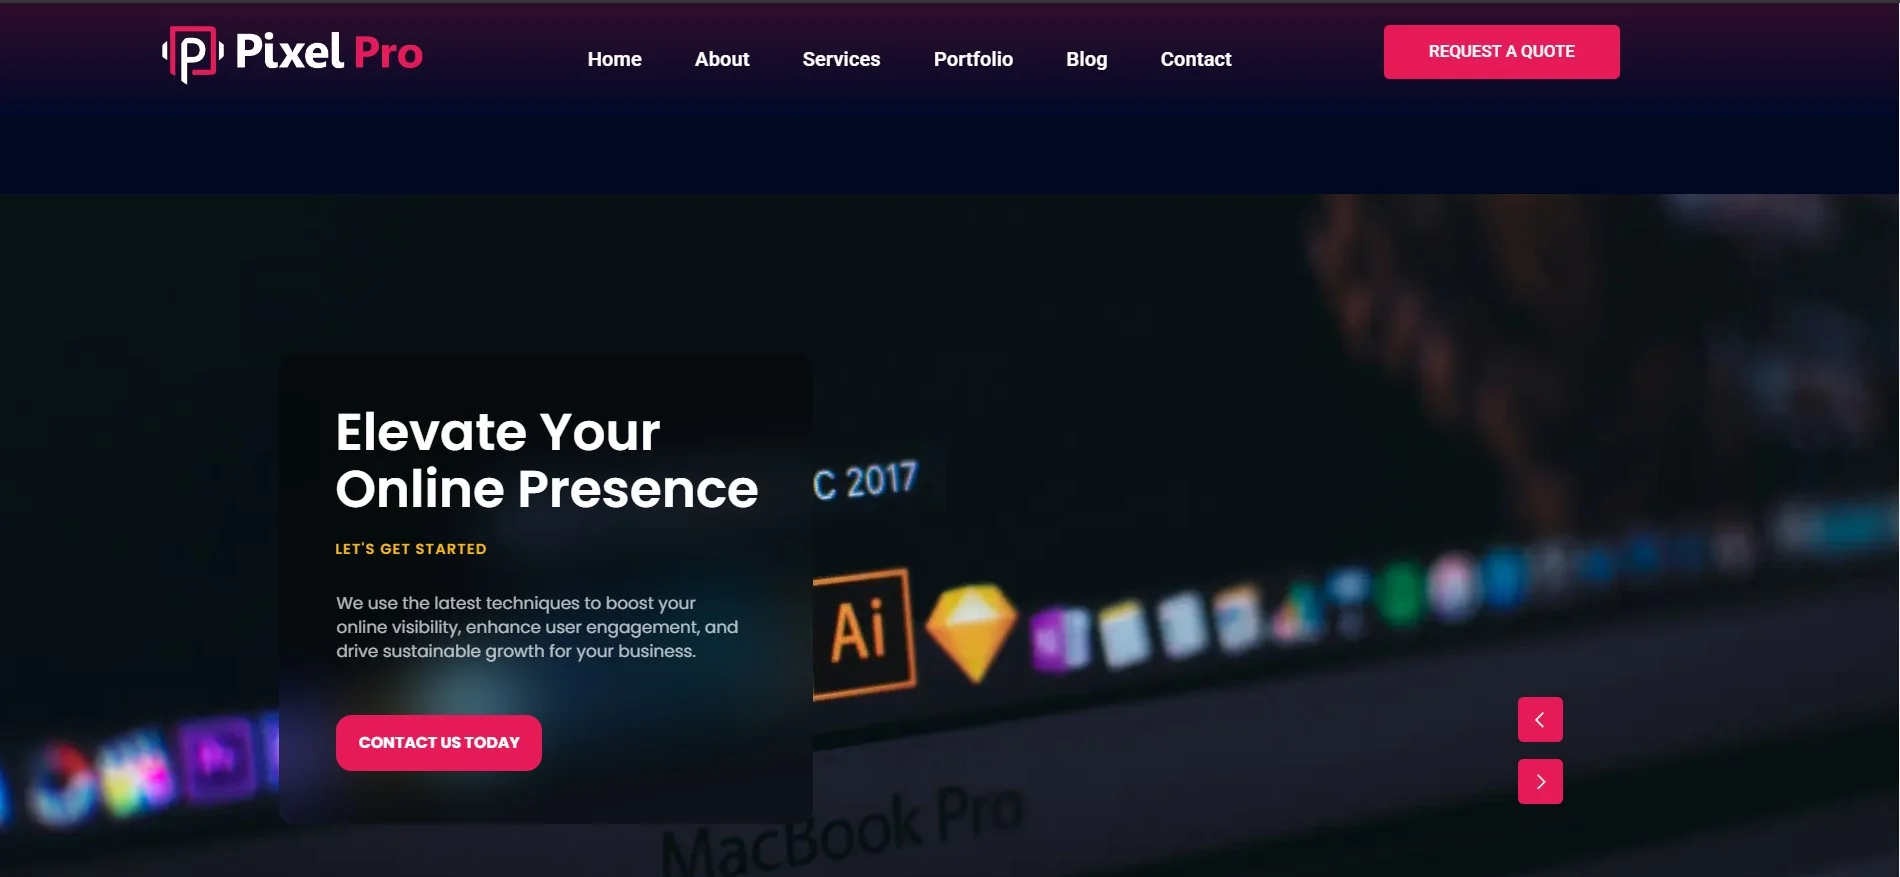 Pixel Pro
Home About Services Portfolio Blog Contact
REQUEST A QUOTE
Elevate Your
Online Presence
LET'S GET STARTED
We use the latest techniques to boost your
online visibility, enhance user engagement, and
drive sustainable growth for your business.
CONTACT US TODAY
C 2017
Ai
Pr
MacBook Pro